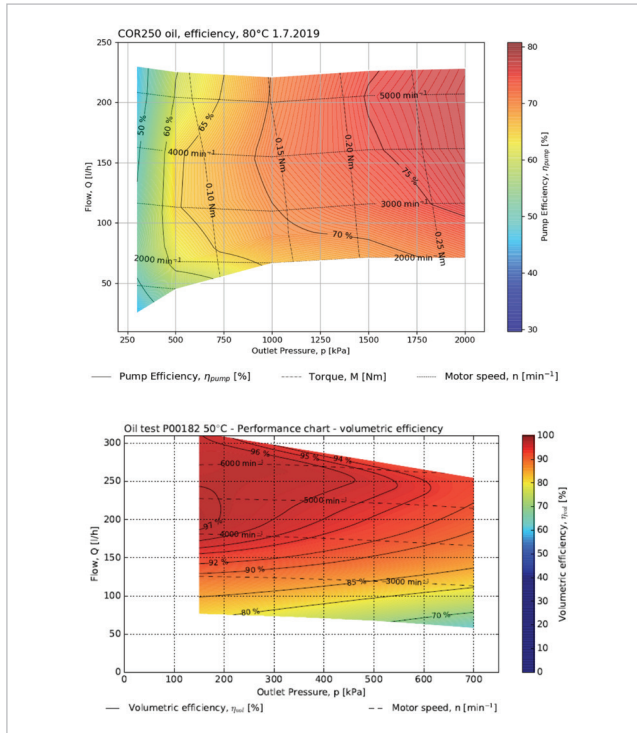 COR250 oil, efficiency, 80°C 1.7.2019
250
200
150
100
50
Flow, Q [l/h]
50 %
60 %
65 %
70 %
75 %
0.10 Nm
0.15 Nm
0.20 Nm
0.25 Nm
5000 min⁻¹
4000 min⁻¹
3000 min⁻¹
2000 min⁻¹
2000 min⁻¹
250 500 750 1000 1250 1500 1750 2000
Outlet Pressure, p [kPa]
80
70
60
50
40
30
Pump Efficiency, ηpump [%]
Pump Efficiency, ηpump [%] Torque, M [Nm] Motor speed, n [min⁻¹]
Oil test P00182 50°C - Performance chart - volumetric efficiency
300
250
200
150
100
50
0
Flow, Q [l/h]
96 %
95 %
94 %
6000 min⁻¹
5000 min⁻¹
97 %
4000 min⁻¹
92 %
90 %
85 %
3000 min⁻¹
80 %
70 %
0 100 200 300 400 500 600 700
Outlet Pressure, p [kPa]
100
90
80
70
60
50
40
30
20
10
0
Volumetric efficiency, ηvol [%]
Volumetric efficiency, ηvol [%] Motor speed, n [min⁻¹]